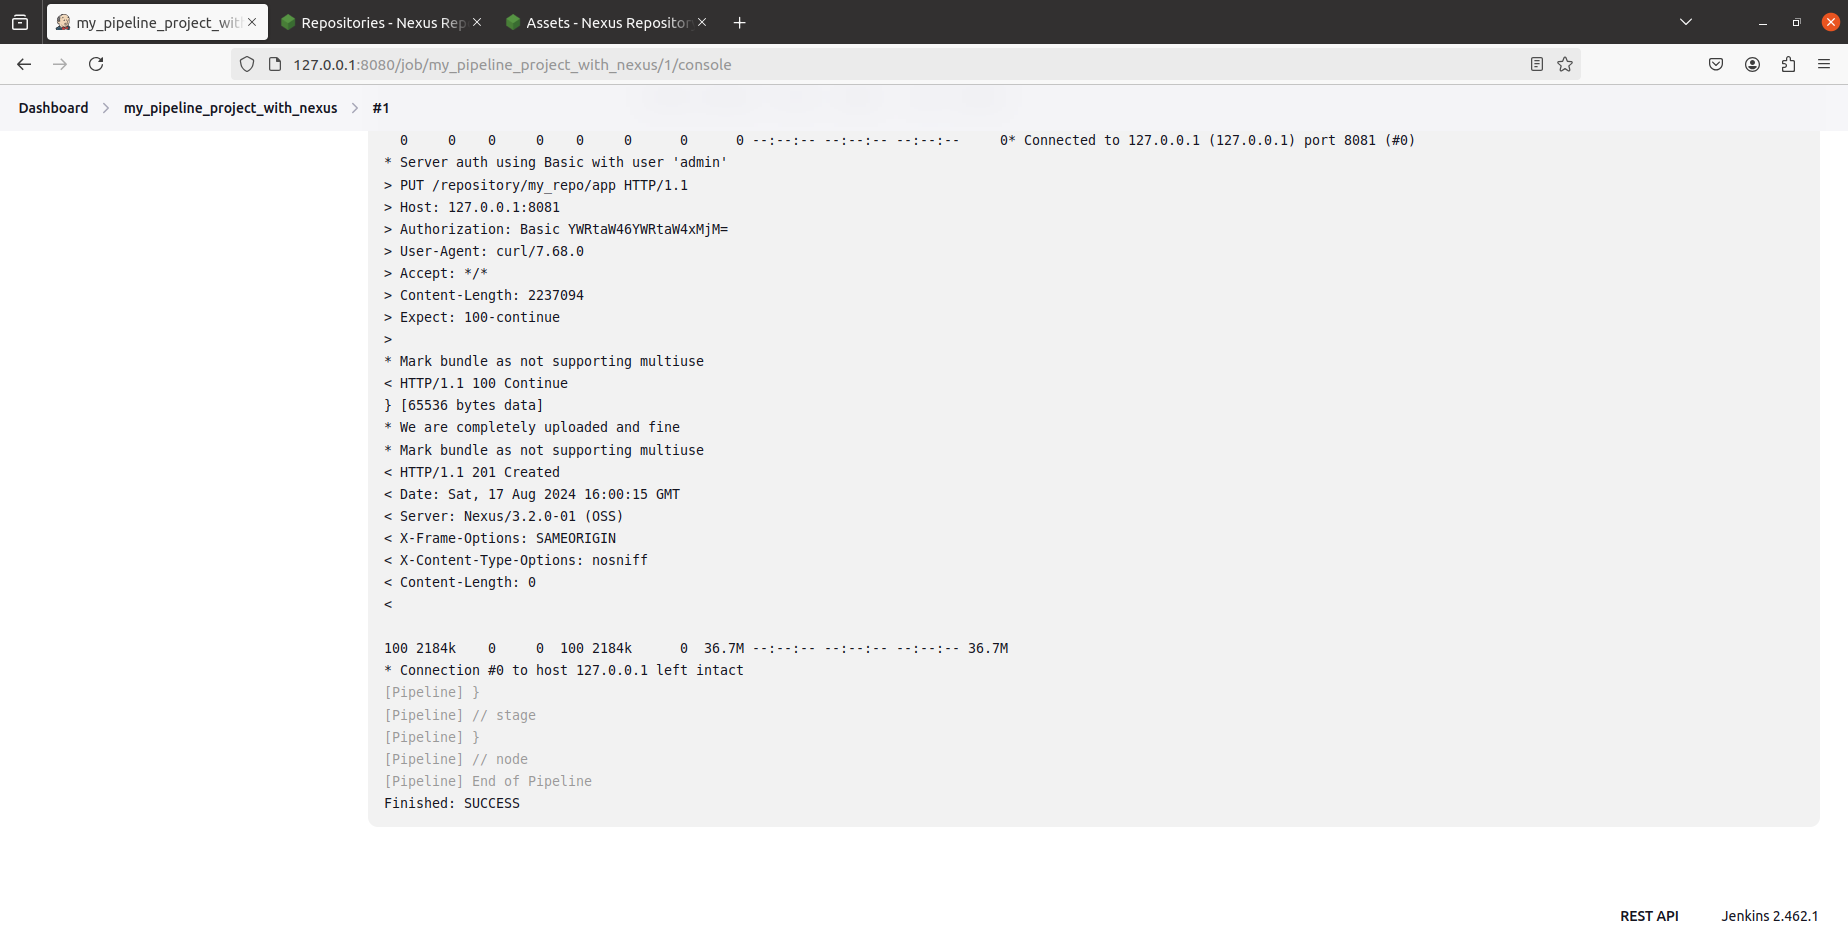 my_pipeline_project_wit
Repositories - Nexus Rep
Assets - Nexus Repositor
127.0.0.1:8080/job/my_pipeline_project_with_nexus/1/console
Dashboard > my_pipeline_project_with_nexus > #1
0 0 0 0 0 0 0 0 --:--:-- --:--:-- --:--:-- 0* Connected to 127.0.0.1 (127.0.0.1) port 8081 (#0)
* Server auth using Basic with user 'admin'
> PUT /repository/my_repo/app HTTP/1.1
> Host: 127.0.0.1:8081
> Authorization: Basic YWRtaW46YWRtaW4xMjM=
> User-Agent: curl/7.68.0
> Accept: */*
> Content-Length: 2237094
> Expect: 100-continue
>
* Mark bundle as not supporting multiuse
< HTTP/1.1 100 Continue
} [65536 bytes data]
* We are completely uploaded and fine
* Mark bundle as not supporting multiuse
< HTTP/1.1 201 Created
< Date: Sat, 17 Aug 2024 16:00:15 GMT
< Server: Nexus/3.2.0-01 (OSS)
< X-Frame-Options: SAMEORIGIN
< X-Content-Type-Options: nosniff
< Content-Length: 0
<
100 2184k 0 0 100 2184k 0 36.7M --:--:-- --:--:-- --:--:-- 36.7M
* Connection #0 to host 127.0.0.1 left intact
[Pipeline] }
[Pipeline] // stage
[Pipeline] }
[Pipeline] // node
[Pipeline] End of Pipeline
Finished: SUCCESS
REST API
Jenkins 2.462.1